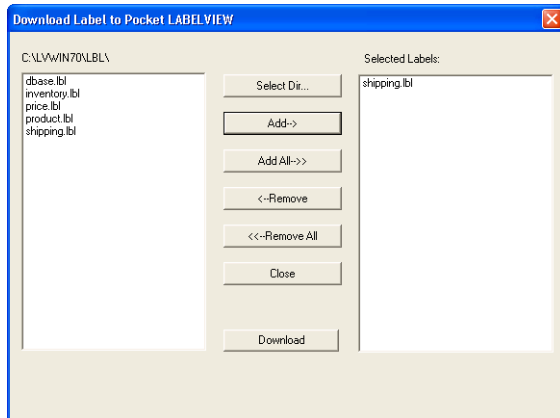 Download Label to Pocket LABELVIEW
C:\LVWIN70\LBL\
dbase.lbl
inventory.lbl
price.lbl
product.lbl
shipping.lbl
Select Dir...
Add-->
Add All-->>
<--Remove
<<--Remove All
Close
Download
Selected Labels:
shipping.lbl